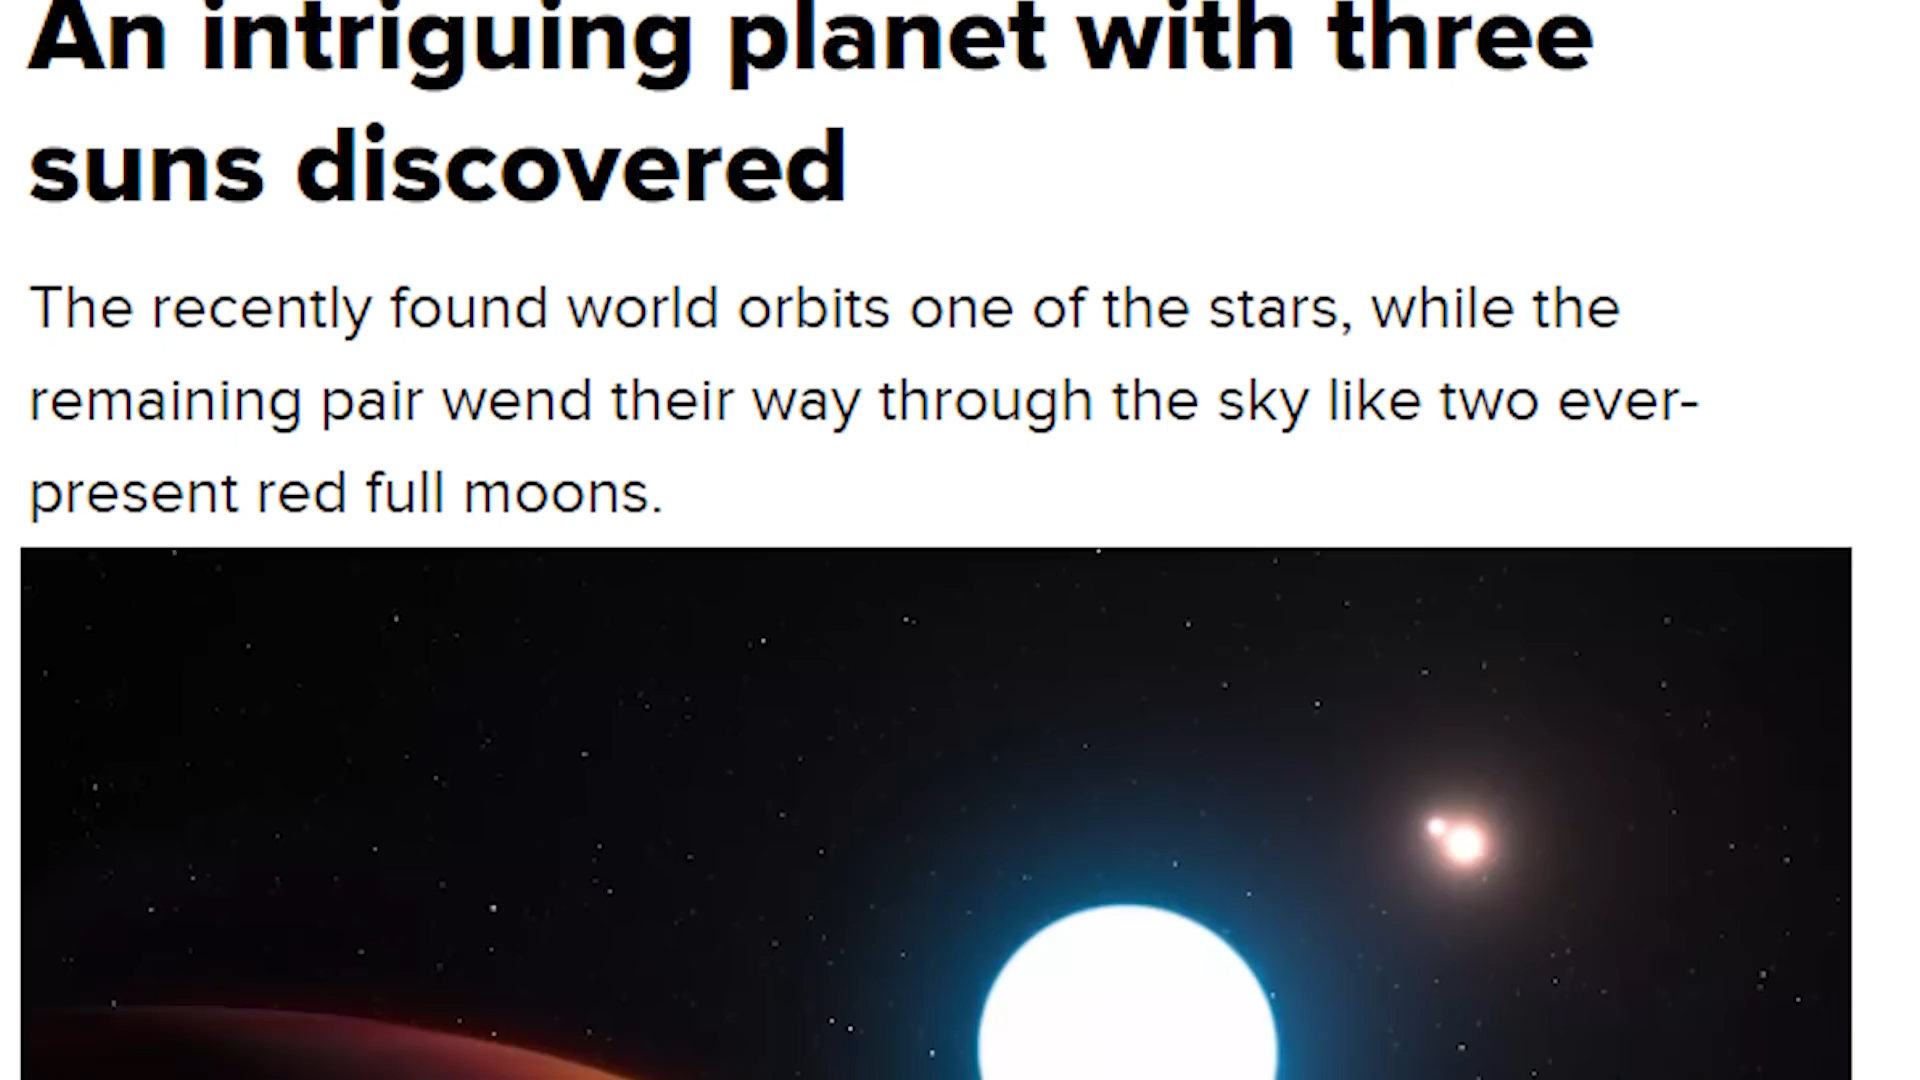 An intriguing planet with three
suns discovered
The recently found world orbits one of the stars, while the
remaining pair wend their way through the sky like two ever-
present red full moons.